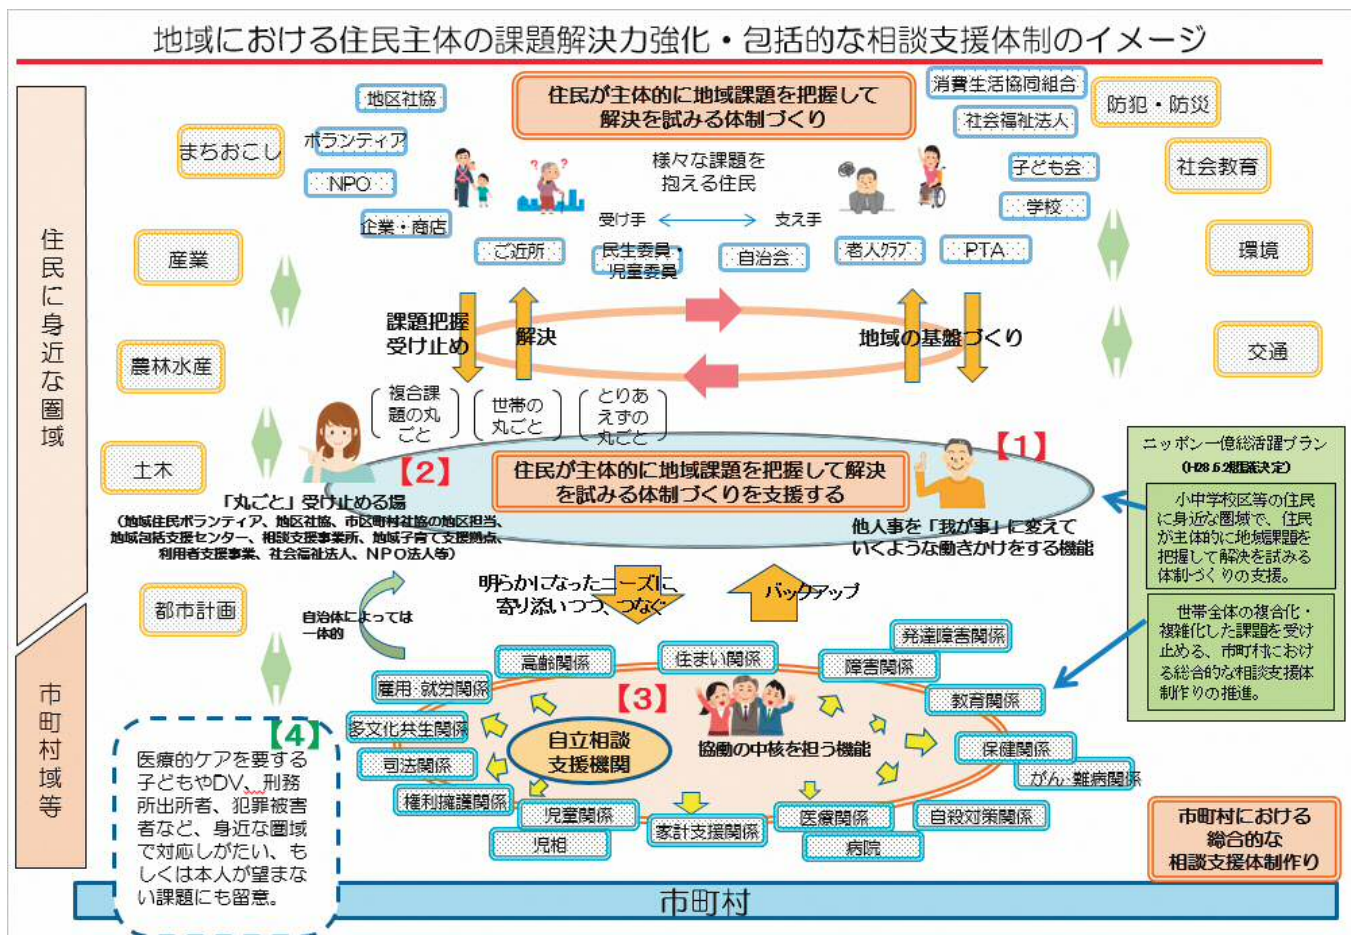 地域における住民主体の課題解決力強化・包括的な相談支援体制のイメージ
住民に身近な圏域
市町村域等
住民が主体的に地域課題を把握して
解決を試みる体制づくり
地区社協
ボランティア
NPO
企業・商店
ご近所
民生委員・
児童委員
自治会
老人クラブ
PTA
学校
子ども会
社会福祉法人
消費生活協同組合
様々な課題を
抱える住民
受け手
支え手
まちおこし
産業
農林水産
土木
都市計画
防犯・防災
社会教育
環境
交通
課題把握
受け止め
解決
地域の基盤づくり
複合課
題の丸
ごと
世帯の
丸ごと
とりあ
えずの
丸ごと
【2】
【1】
住民が主体的に地域課題を把握して解決
を試みる体制づくりを支援する
「丸ごと」受け止める場
(地域住民ボランティア、地区社協、市区町村社協の地区担当、
地域包括支援センター、相談支援事業所、地域子育て支援拠点、
利用者支援事業、社会福祉法人、NPO法人等)
他人事を「我が事」に変えて
いくような働きかけをする機能
ニッポン一億総活躍プラン
(H28.6.2閣議決定)
小中学校区等の住民
に身近な圏域で、住民
が主体的に地域課題を
把握して解決を試みる
体制づくりの支援。
世帯全体の複合化・
複雑化した課題を受け
止める、市町村におけ
る総合的な相談支援体
制作りの推進。
明らかになったニーズに、
寄り添いつつ、つなぐ
バックアップ
自治体によっては
一体的
【3】
自立相談
支援機関
協働の中核を担う機能
雇用・就労関係
高齢関係
住まい関係
障害関係
発達障害関係
教育関係
保健関係
がん・難病関係
自殺対策関係
医療関係
病院
家計支援関係
児童関係
児相
権利擁護関係
司法関係
多文化共生関係
【4】
医療的ケアを要する
子どもやDV、刑務
所出所者、犯罪被害
者など、身近な圏域
で対応しがたい、も
しくは本人が望まな
い課題にも留意。
市町村における
総合的な
相談支援体制作り
市町村